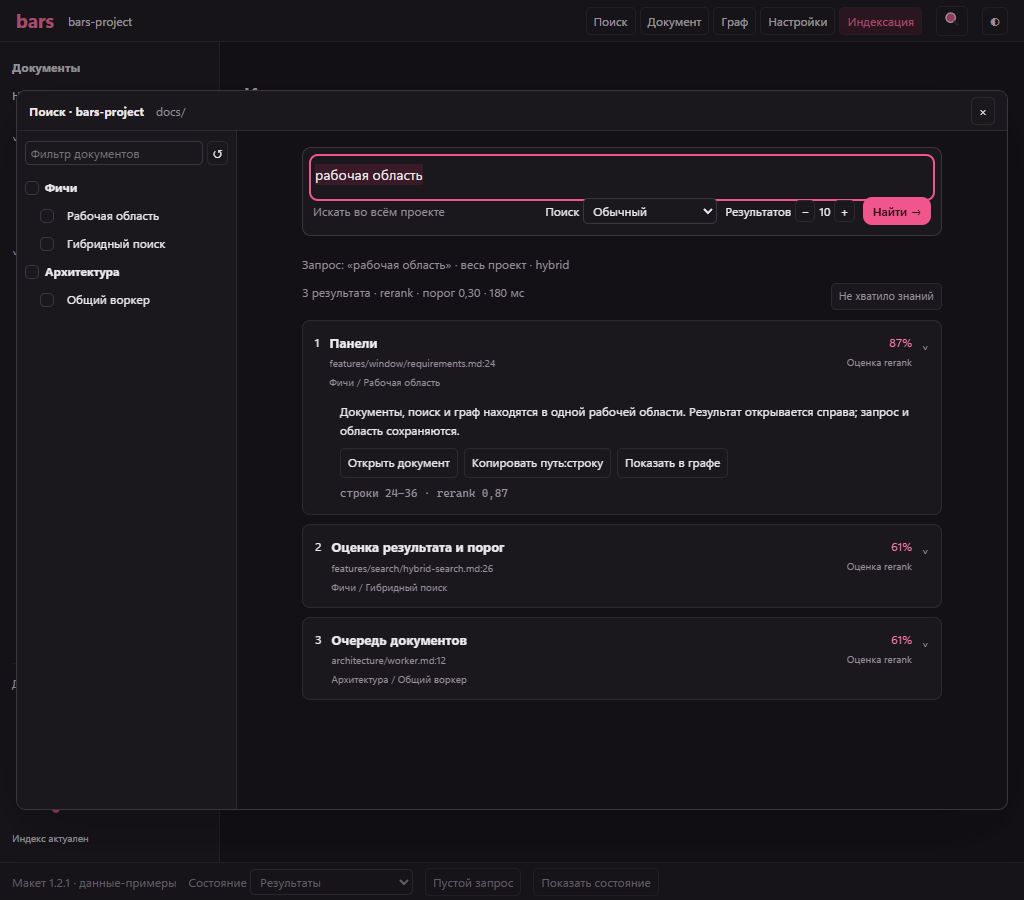 bars bars-project Поиск Документ Граф Настройки Индексация
Документы
Поиск · bars-project docs/ ×
Фильтр документов ↺
Фичи
Рабочая область
Гибридный поиск
Архитектура
Общий воркер
рабочая область
Искать во всём проекте Поиск Обычный Результатов − 10 + Найти →
Запрос: «рабочая область» · весь проект · hybrid
3 результата · rerank · порог 0,30 · 180 мс Не хватило знаний
1 Панели 87%
features/window/requirements.md:24 Оценка rerank
Фичи / Рабочая область
Документы, поиск и граф находятся в одной рабочей области. Результат открывается справа; запрос и
область сохраняются.
Открыть документ Копировать путь:строку Показать в графе
строки 24–36 · rerank 0,87
2 Оценка результата и порог 61%
features/search/hybrid-search.md:26 Оценка rerank
Фичи / Гибридный поиск
3 Очередь документов 61%
architecture/worker.md:12 Оценка rerank
Архитектура / Общий воркер
Индекс актуален
Макет 1.2.1 · данные-примеры Состояние Результаты Пустой запрос Показать состояние